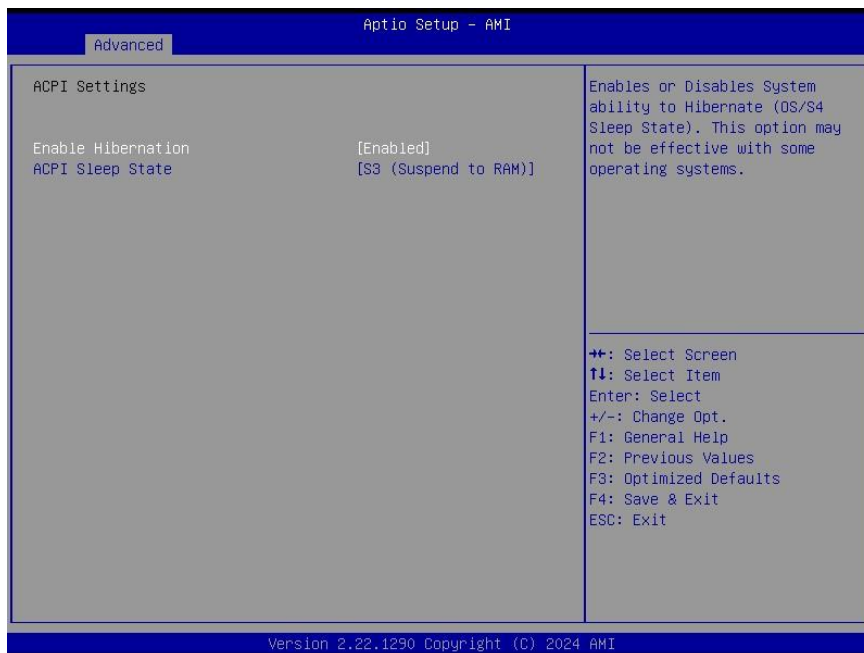 Aptio Setup - AMI
Advanced
ACPI Settings
Enable Hibernation [Enabled]
ACPI Sleep State [S3 (Suspend to RAM)]
Enables or Disables System
ability to Hibernate (OS/S4
Sleep State). This option may
not be effective with some
operating systems.
→←: Select Screen
↑↓: Select Item
Enter: Select
+/-: Change Opt.
F1: General Help
F2: Previous Values
F3: Optimized Defaults
F4: Save & Exit
ESC: Exit
Version 2.22.1290 Copyright (C) 2024 AMI